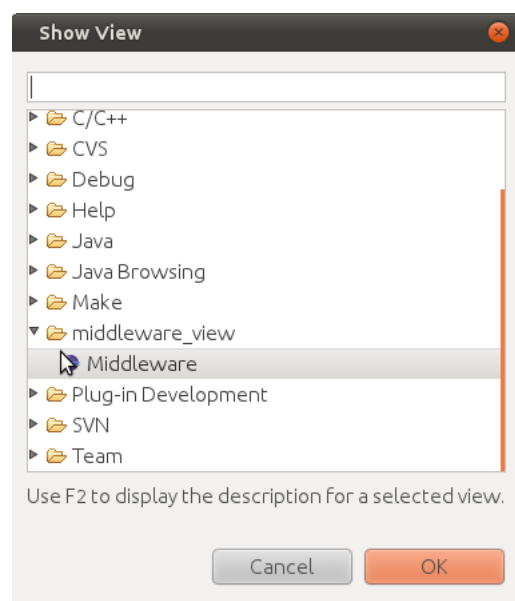 Show View
C/C++
CVS
Debug
Help
Java
Java Browsing
Make
middleware_view
Middleware
Plug-in Development
SVN
Team
Use F2 to display the description for a selected view.
Cancel
OK